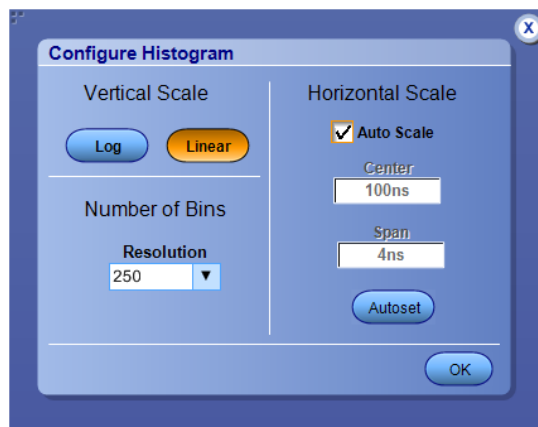 X
Configure Histogram
Vertical Scale
Log
Linear
Number of Bins
Resolution
250
Horizontal Scale
Auto Scale
Center
100ns
Span
4ns
Autoset
OK